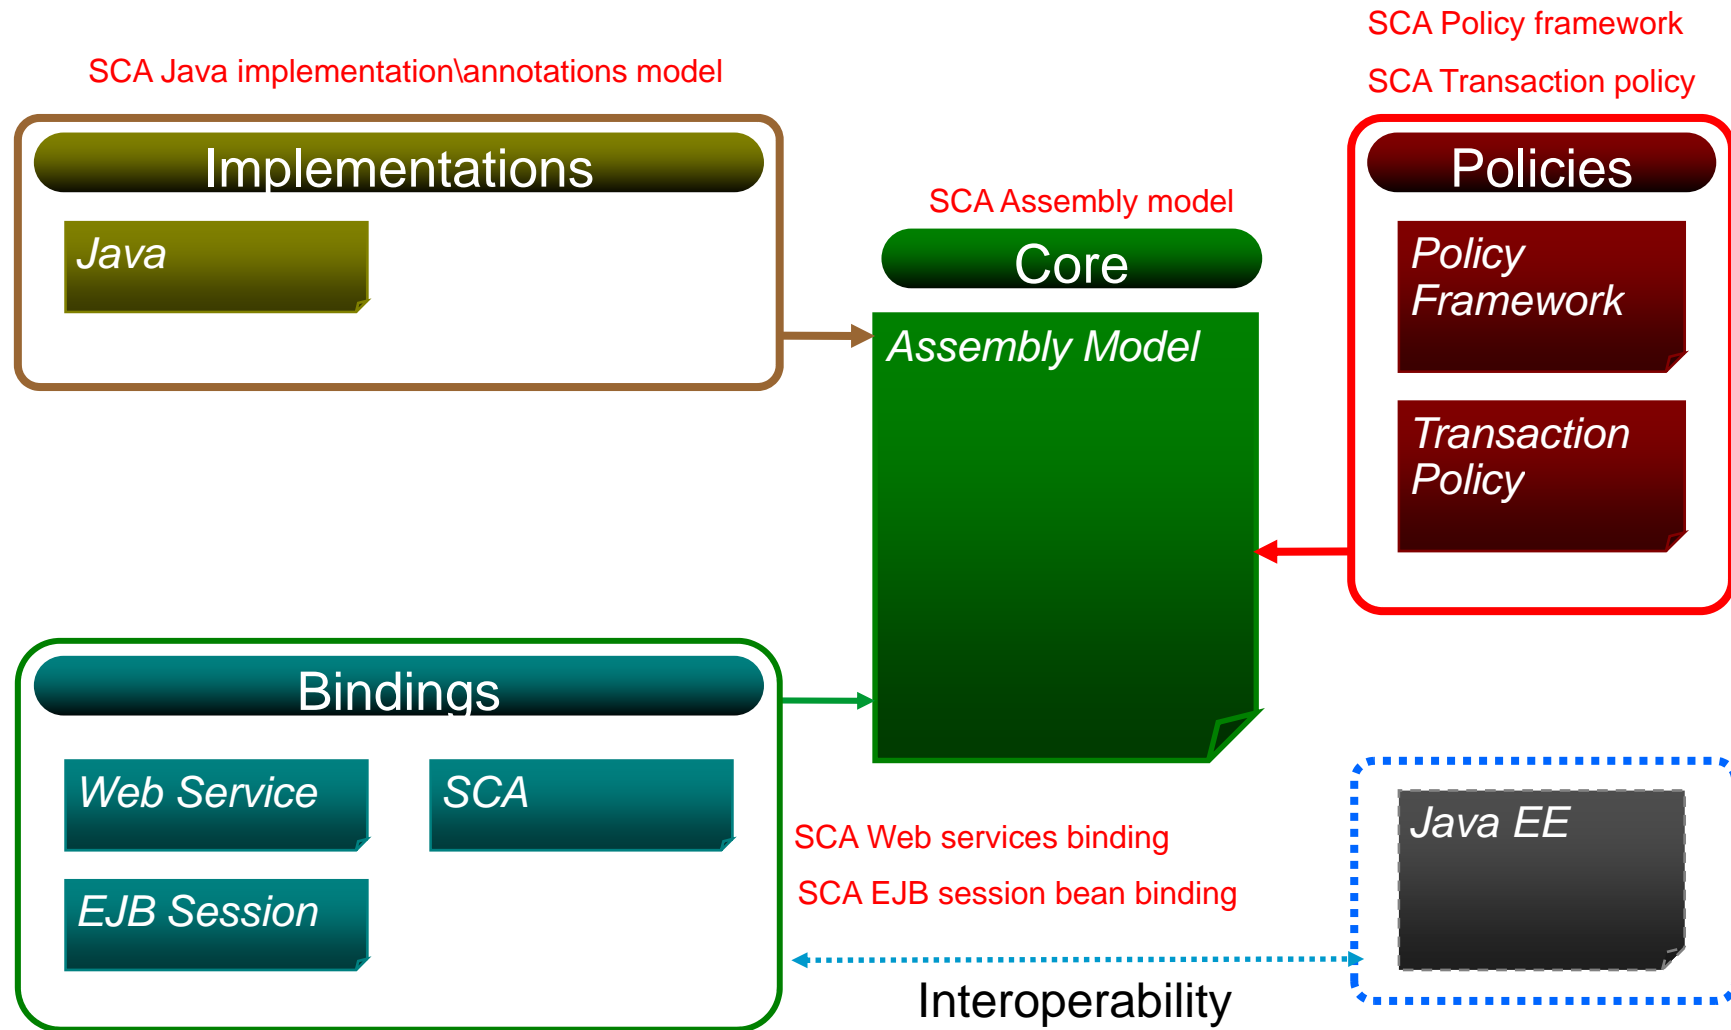 SCA Policy framework
SCA Java implementation\annotations model
SCA Transaction policy
Implementations
Policies
SCA Assembly model
Java
Core
Policy
Framework
Assembly Model
Transaction
Policy
Bindings
Web Service
SCA
Java EE
SCA Web services binding
EJB Session
SCA EJB session bean binding
Interoperability